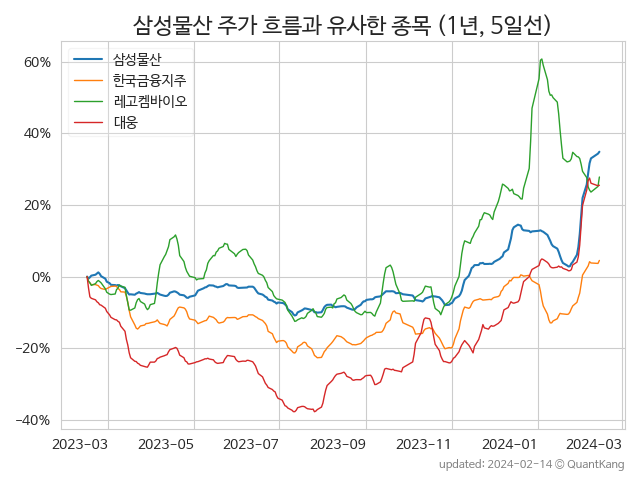 삼성물산 주가 흐름과 유사한 종목 (1년, 5일선)
삼성물산
한국금융지주
레고켐바이오
대웅
60%
40%
20%
0%
−20%
−40%
2023-03 2023-05 2023-07 2023-09 2023-11 2024-01 2024-03
updated: 2024-02-14 © QuantKang